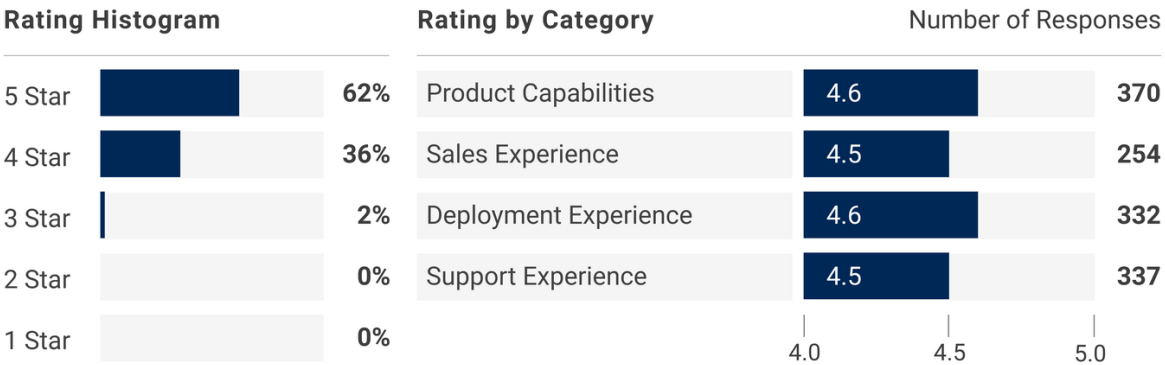 Rating Histogram
5 Star 62%
4 Star 36%
3 Star 2%
2 Star 0%
1 Star 0%
Rating by Category Number of Responses
Product Capabilities 4.6 370
Sales Experience 4.5 254
Deployment Experience 4.6 332
Support Experience 4.5 337
4.0 4.5 5.0